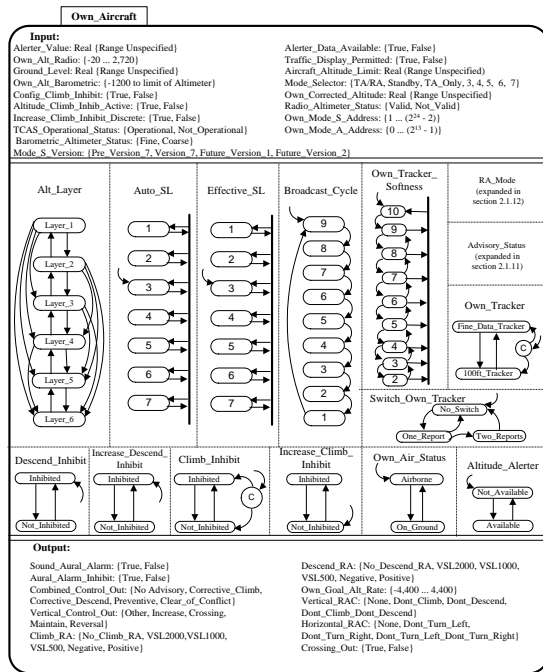 Own_Aircraft
Input:
Alerter_Value: Real {Range Unspecified}
Own_Alt_Radio: {-20 ... 2,720}
Ground_Level: Real {Range Unspecified}
Own_Alt_Barometric: {-1200 to limit of Altimeter}
Config_Climb_Inhibit: {True, False}
Altitude_Climb_Inhib_Active: {True, False}
Increase_Climb_Inhibit_Discrete: {True, False}
TCAS_Operational_Status: {Operational, Not_Operational}
Barometric_Altimeter_Status: {Fine, Coarse}
Mode_S_Version: {Pre_Version_7, Version_7, Future_Version_1, Future_Version_2}
Alerter_Data_Available: {True, False}
Traffic_Display_Permitted: {True, False}
Aircraft_Altitude_Limit: Real {Range Unspecified)
Mode_Selector: {TA/RA, Standby, TA_Only, 3, 4, 5, 6, 7}
Own_Corrected_Altitude: Real {Range Unspecified}
Radio_Altimeter_Status: {Valid, Not_Valid}
Own_Mode_S_Address: {1 ... (2²⁴ - 2)}
Own_Mode_A_Address: {0 ... (2¹³ - 1)}
Alt_Layer
Layer_1
Layer_2
Layer_3
Layer_4
Layer_5
Layer_6
Auto_SL
1
2
3
4
5
6
7
Effective_SL
1
2
3
4
5
6
7
Broadcast_Cycle
9
8
7
6
5
4
3
2
1
Own_Tracker_
Softness
10
9
8
7
6
5
4
3
2
RA_Mode
(expanded in
section 2.1.12)
Advisory_Status
(expanded in
section 2.1.11)
Own_Tracker
Fine_Data_Tracker
C
100ft_Tracker
Switch_Own_Tracker
No_Switch
One_Report
Two_Reports
Descend_Inhibit
Inhibited
Not_Inhibited
Increase_Descend_
Inhibit
Inhibited
Not_Inhibited
Climb_Inhibit
Inhibited
C
Not_Inhibited
Increase_Climb_
Inhibit
Inhibited
Not_Inhibited
Own_Air_Status
Airborne
On_Ground
Altitude_Alerter
Not_Available
Available
Output:
Sound_Aural_Alarm: {True, False}
Aural_Alarm_Inhibit: {True, False}
Combined_Control_Out: {No Advisory, Corrective_Climb,
Corrective_Descend, Preventive, Clear_of_Conflict}
Vertical_Control_Out: {Other, Increase, Crossing,
Maintain, Reversal}
Climb_RA: {No_Climb_RA, VSL2000,VSL1000,
VSL500, Negative, Positive}
Descend_RA: {No_Descend_RA, VSL2000, VSL1000,
VSL500, Negative, Positive}
Own_Goal_Alt_Rate: {-4,400 ... 4,400}
Vertical_RAC: {None, Dont_Climb, Dont_Descend,
Dont_Climb_Dont_Descend}
Horizontal_RAC: {None, Dont_Turn_Left,
Dont_Turn_Right, Dont_Turn_Left_Dont_Turn_Right}
Crossing_Out: {True, False}